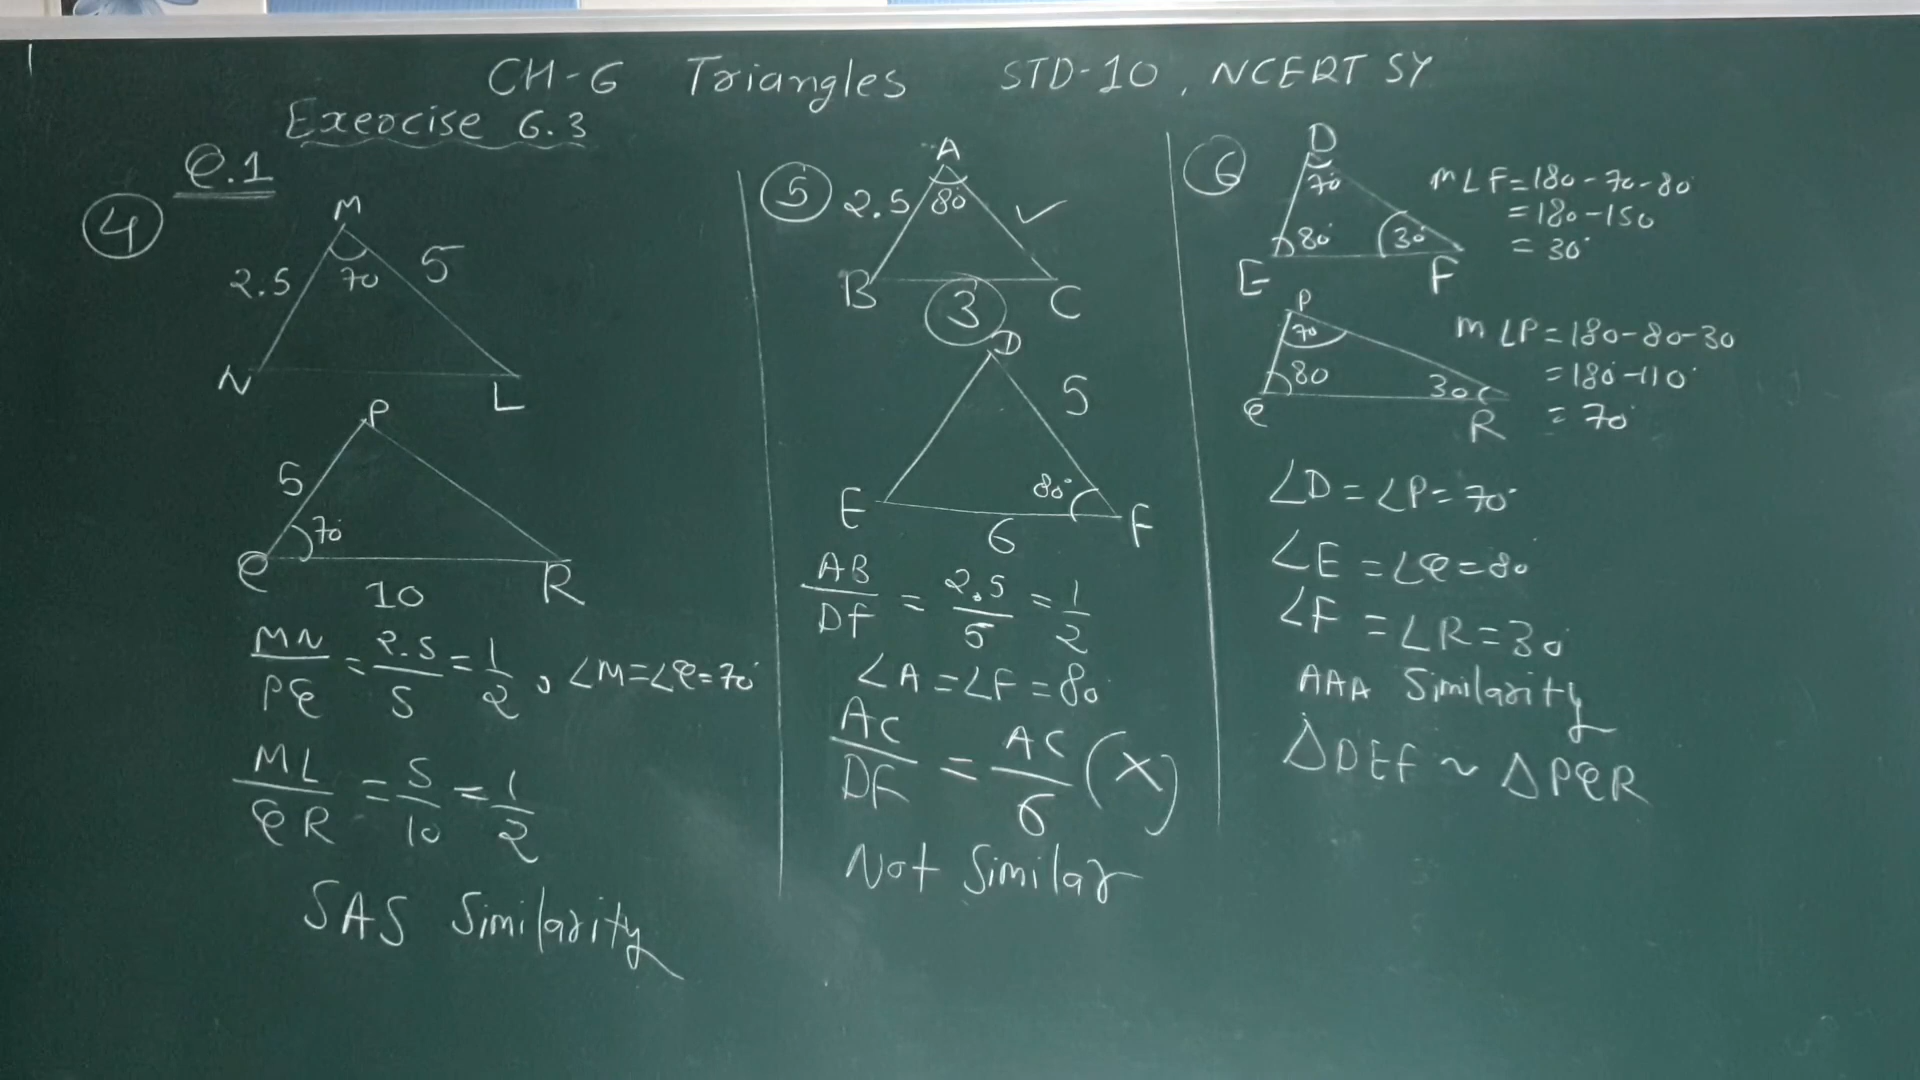 CH-6 Triangles STD-10, NCERT SY
Exercise 6.3
Q.1
4
M
2.5 70 5
N L
P
5
70
Q R
10
MN/PQ = 2.5/5 = 1/2, ∠M=∠Q=70°
ML/QR = 5/10 = 1/2
SAS Similarity
5
A
2.5 80° ✓
B C
3
D
5
80°
E F
6
AB/DF = 2.5/5 = 1/2
∠A = ∠F = 80°
AC/DF = AC/6 (X)
Not Similar
6
D
70°
80° 30°
E F
m∠F = 180-70-80°
= 180-150
= 30°
P
70
80 30
Q R
m∠P = 180-80-30
= 180-110°
= 70°
∠D = ∠P = 70°
∠E = ∠Q = 80
∠F = ∠R = 30°
AAA Similarity
△DEF ~ △PQR